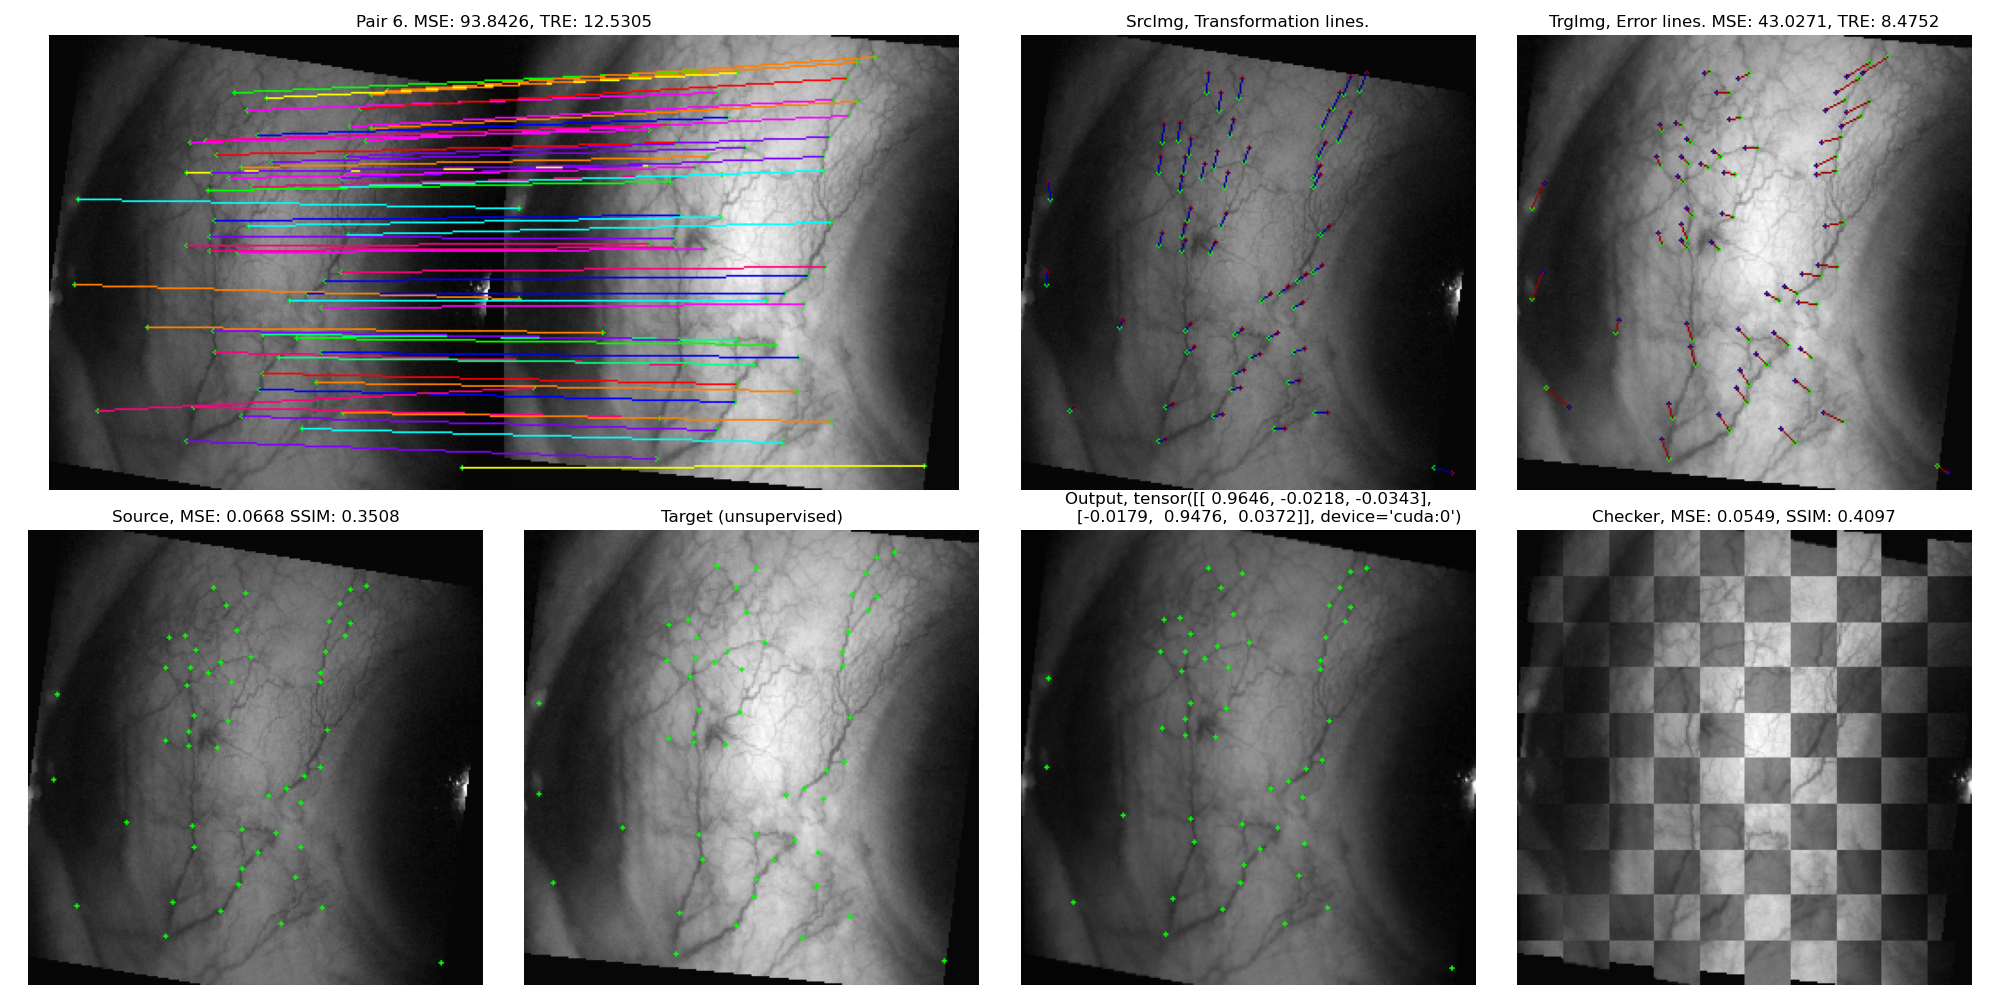 Pair 6. MSE: 93.8426, TRE: 12.5305
SrcImg, Transformation lines.
TrgImg, Error lines. MSE: 43.0271, TRE: 8.4752
Source, MSE: 0.0668 SSIM: 0.3508
Target (unsupervised)
Output, tensor([[ 0.9646, -0.0218, -0.0343],
[-0.0179,  0.9476,  0.0372]], device='cuda:0')
Checker, MSE: 0.0549, SSIM: 0.4097